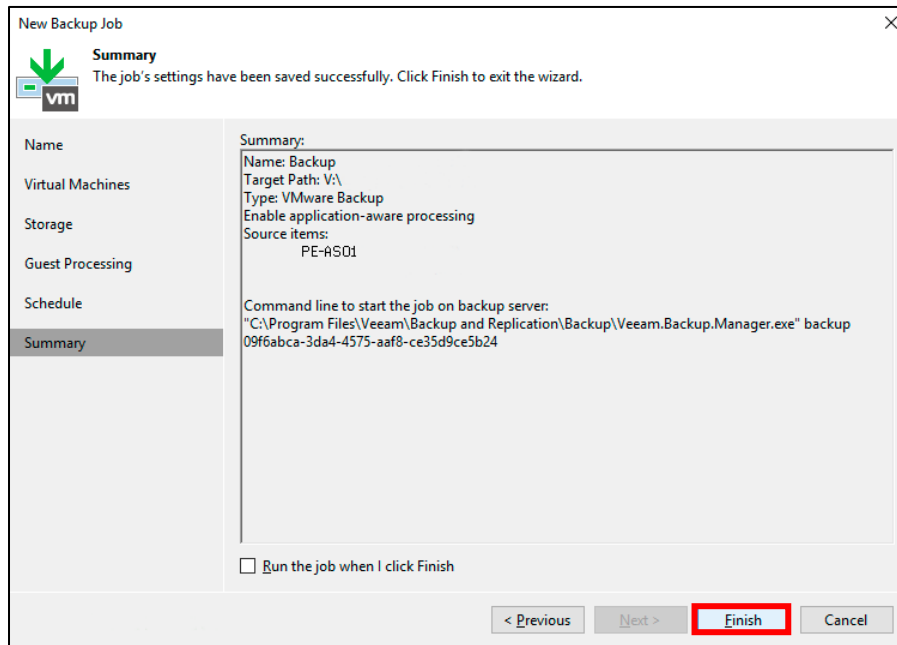 New Backup Job
Summary
The job's settings have been saved successfully. Click Finish to exit the wizard.
vm
Name
Virtual Machines
Storage
Guest Processing
Schedule
Summary
Summary:
Name: Backup
Target Path: V:\
Type: VMware Backup
Enable application-aware processing
Source items:
PE-AS01
Command line to start the job on backup server:
"C:\Program Files\Veeam\Backup and Replication\Backup\Veeam.Backup.Manager.exe" backup
09f6abca-3da4-4575-aaf8-ce35d9ce5b24
Run the job when I click Finish
< Previous
Next >
Finish
Cancel